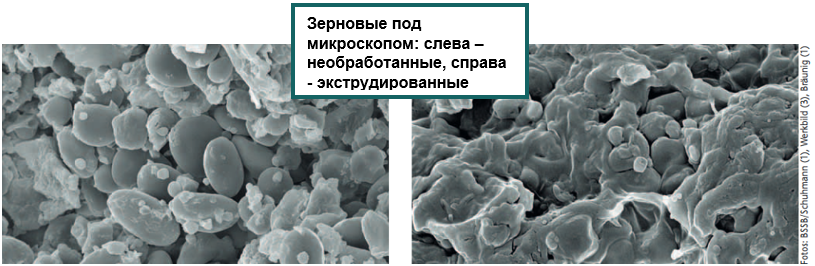 Зерновые под
микроскопом: слева –
необработанные, справа
- экструдированные
Fotos: BSSB/Schuhmann (1), Werkbild (3), Bräunig (1)